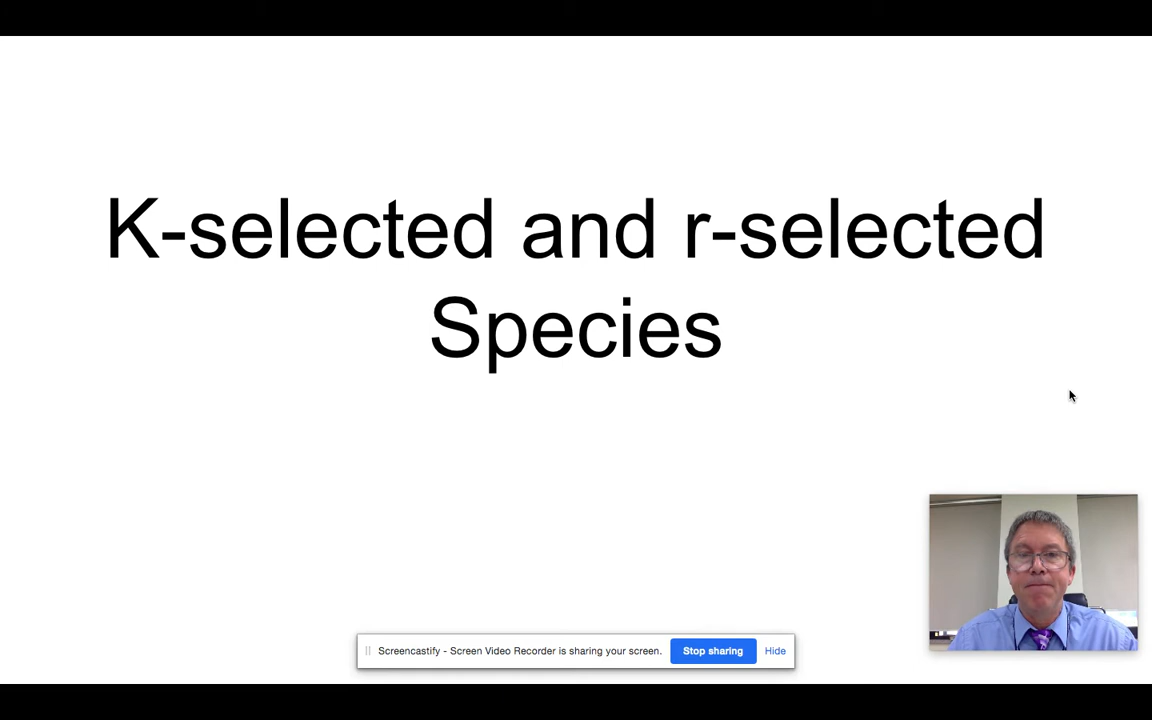 K-selected and r-selected
Species
Screencastify - Screen Video Recorder is sharing your screen.
Stop sharing
Hide